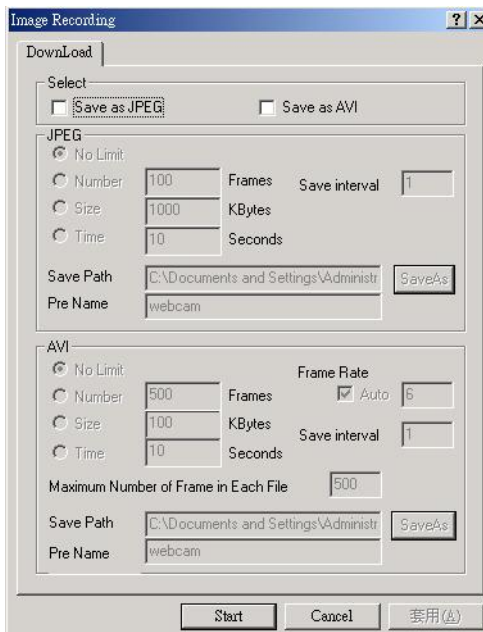 Image Recording
DownLoad
Select
Save as JPEG
Save as AVI
JPEG
No Limit
Number 100 Frames Save interval 1
Size 1000 KBytes
Time 10 Seconds
Save Path C:\Documents and Settings\Administr SaveAs
Pre Name webcam
AVI
No Limit Frame Rate
Number 500 Frames Auto 6
Size 100 KBytes
Save interval 1
Time 10 Seconds
Maximum Number of Frame in Each File 500
Save Path C:\Documents and Settings\Administr SaveAs
Pre Name webcam
Start Cancel 套用(A)